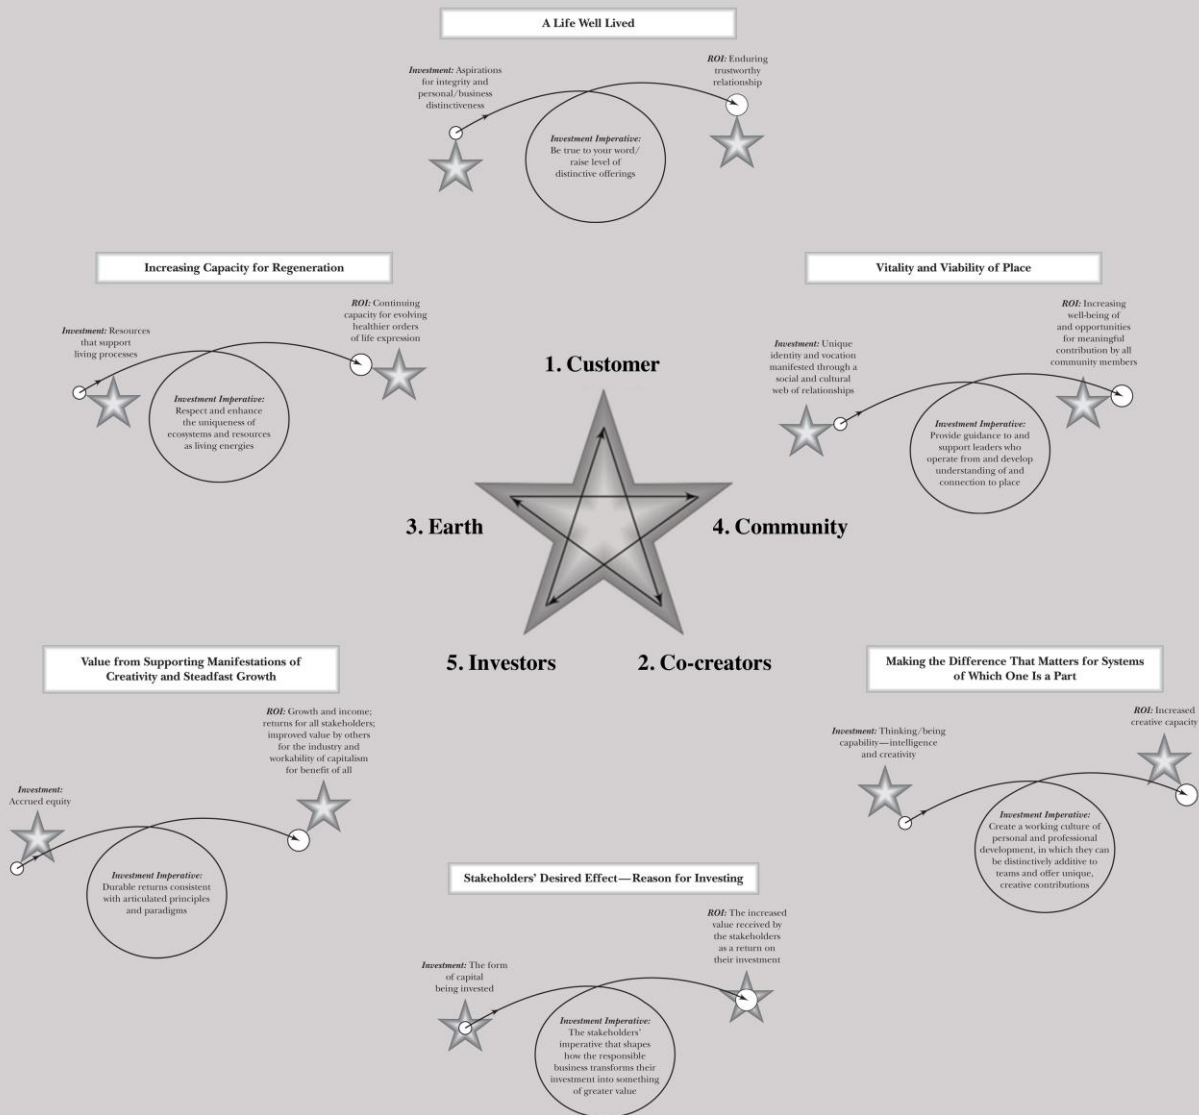 A Life Well Lived
Investment: Aspirations
for integrity and
personal/business
distinctiveness
ROI: Enduring
trustworthy
relationship
Investment Imperative:
Be true to your word/
raise level of
distinctive offerings
Increasing Capacity for Regeneration
Investment: Resources
that support
living processes
ROI: Continuing
capacity for evolving
healthier orders
of life expression
Investment Imperative:
Respect and enhance
the uniqueness of
ecosystems and resources
as living energies
Vitality and Viability of Place
Investment: Unique
identity and vocation
manifested through a
social and cultural
web of relationships
ROI: Increasing
well-being of
and opportunities
for meaningful
contribution by all
community members
Investment Imperative:
Provide guidance to and
support leaders who
operate from and develop
understanding of and
connection to place
1. Customer
3. Earth
4. Community
5. Investors
2. Co-creators
Value from Supporting Manifestations of
Creativity and Steadfast Growth
Investment:
Accrued equity
ROI: Growth and income;
returns for all stakeholders;
improved value by others
for the industry and
workability of capitalism
for benefit of all
Investment Imperative:
Durable returns consistent
with articulated principles
and paradigms
Making the Difference That Matters for Systems
of Which One Is a Part
Investment: Thinking/being
capability—intelligence
and creativity
ROI: Increased
creative capacity
Investment Imperative:
Create a working culture of
personal and professional
development, in which they can
be distinctively additive to
teams and offer unique,
creative contributions
Stakeholders' Desired Effect—Reason for Investing
Investment: The form
of capital
being invested
ROI: The increased
value received by
the stakeholders
as a return on
their investment
Investment Imperative:
The stakeholders'
imperative that shapes
how the responsible
business transforms their
investment into something
of greater value